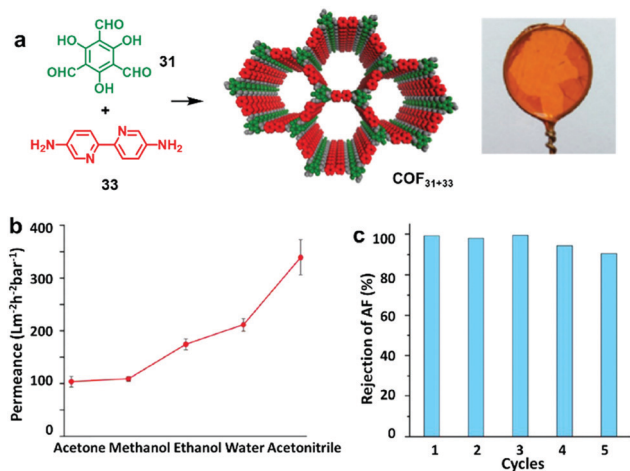 a
CHO
HO
OH
OHC
CHO
OH
31
+
H₂N
N
N
NH₂
33
COF₃₁₊₃₃
b
Permeance (Lm⁻²h⁻²bar⁻¹)
400
300
200
100
0
Acetone Methanol Ethanol Water Acetonitrile
c
Rejection of AF (%)
100
80
60
40
20
0
1 2 3 4 5
Cycles